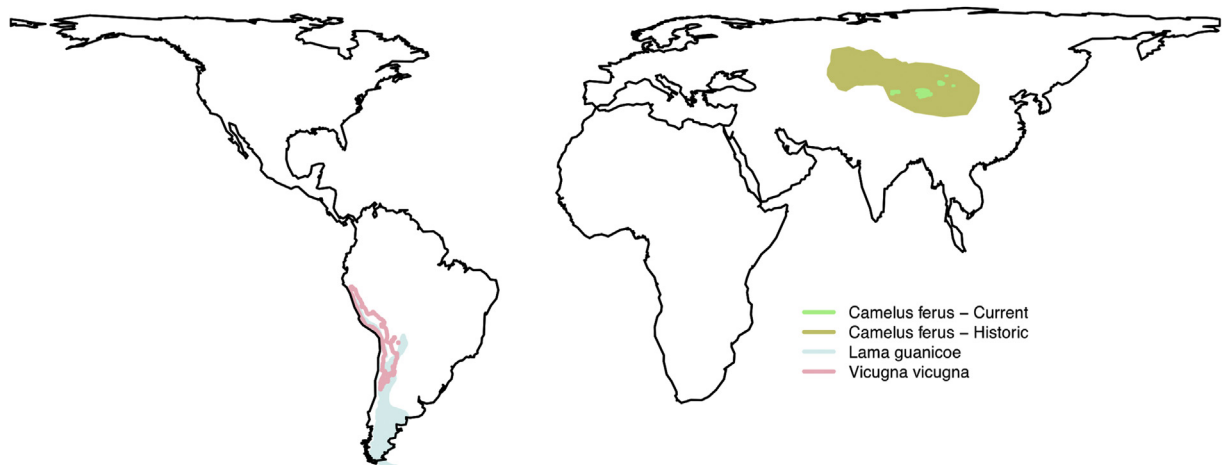 Camelus ferus – Current
Camelus ferus – Historic
Lama guanicoe
Vicugna vicugna